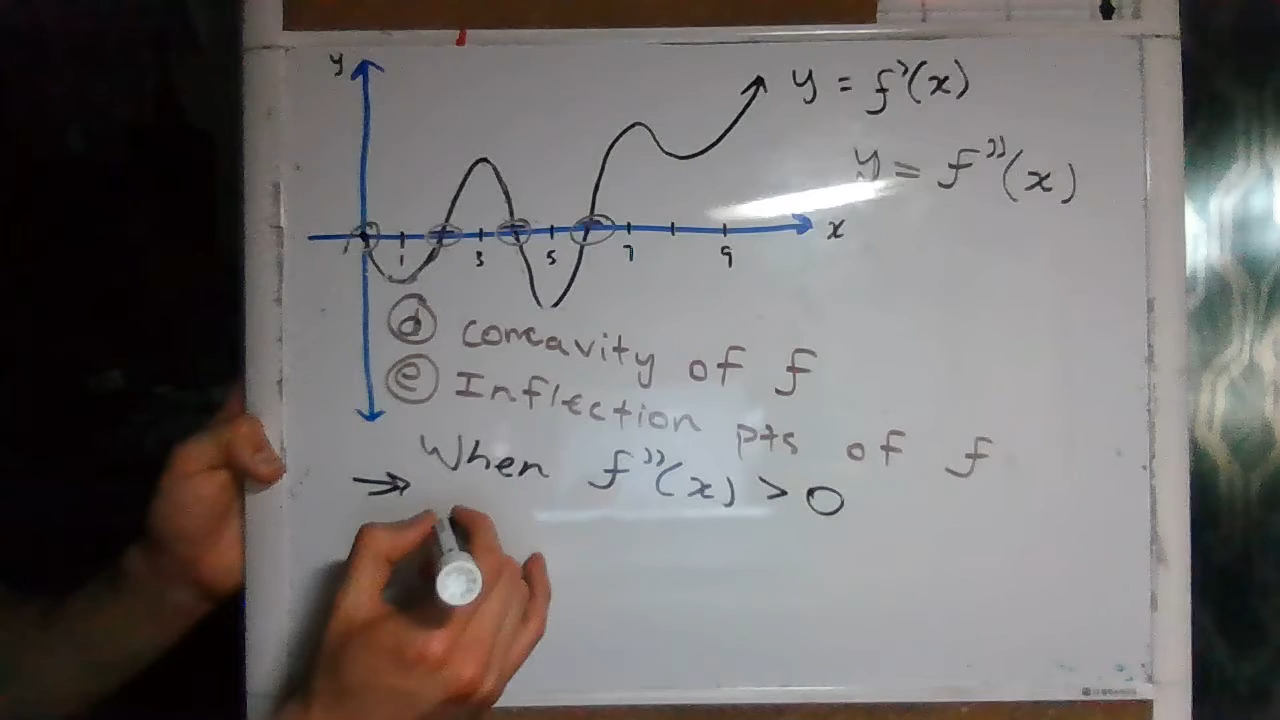 y
y = f'(x)
y = f''(x)
x
1 3 5 7 9
d Concavity of f
e Inflection pts of f
⇒ When f''(x) > 0